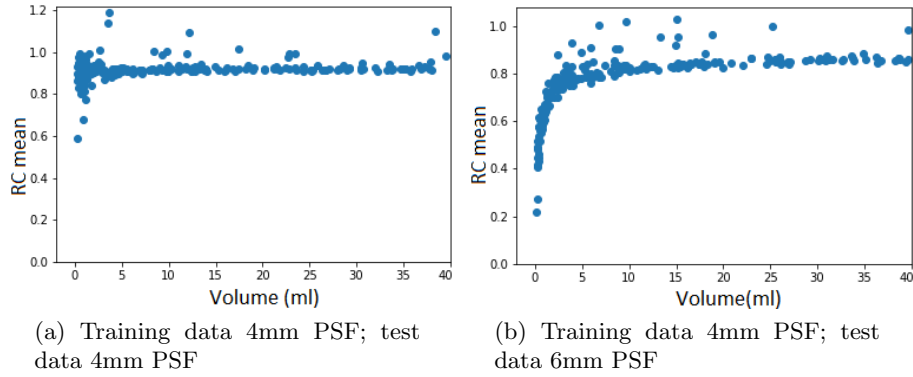 1.2
1.0
0.8
0.6
0.4
0.2
0.0
RC mean
0 5 10 15 20 25 30 35 40
Volume (ml)
(a) Training data 4mm PSF; test
data 4mm PSF
1.0
0.8
0.6
0.4
0.2
0.0
RC mean
0 5 10 15 20 25 30 35 40
Volume(ml)
(b) Training data 4mm PSF; test
data 6mm PSF